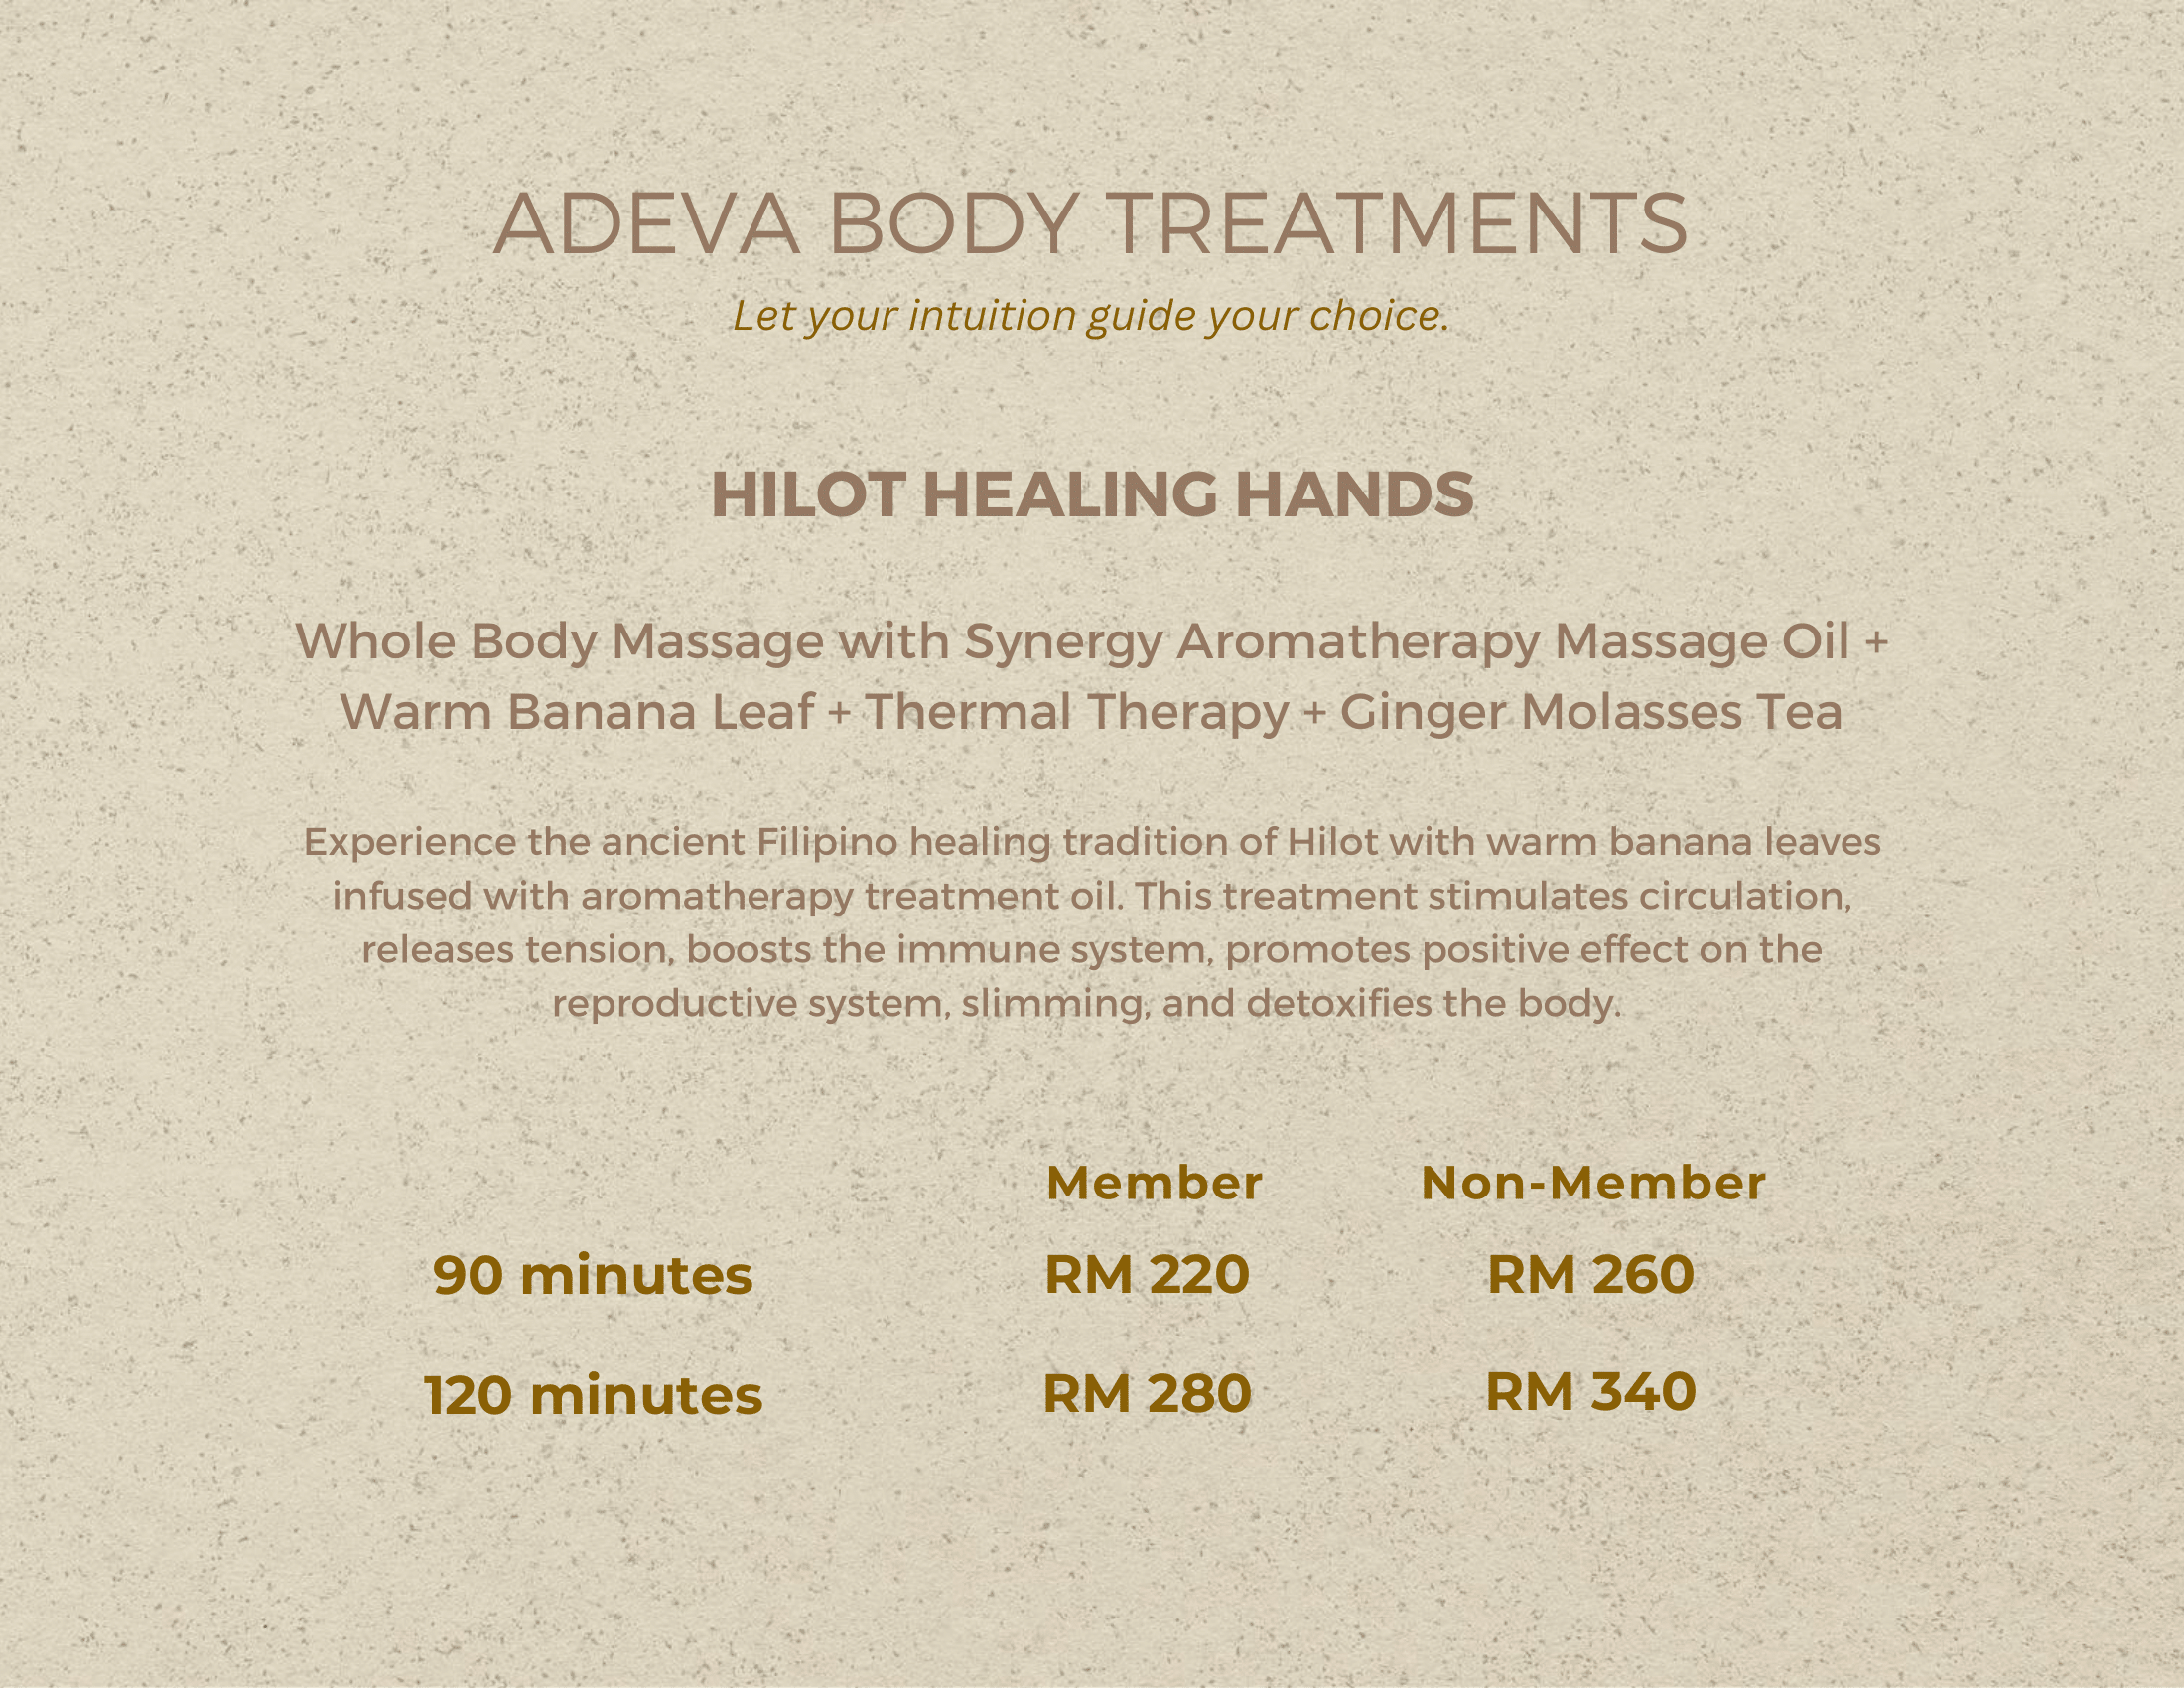 ADEVA BODY TREATMENTS
Let your intuition guide your choice.
HILOT HEALING HANDS
Whole Body Massage with Synergy Aromatherapy Massage Oil +
Warm Banana Leaf + Thermal Therapy + Ginger Molasses Tea
Experience the ancient Filipino healing tradition of Hilot with warm banana leaves
infused with aromatherapy treatment oil. This treatment stimulates circulation,
releases tension, boosts the immune system, promotes positive effect on the
reproductive system, slimming, and detoxifies the body.
Member Non-Member
90 minutes RM 220 RM 260
120 minutes RM 280 RM 340